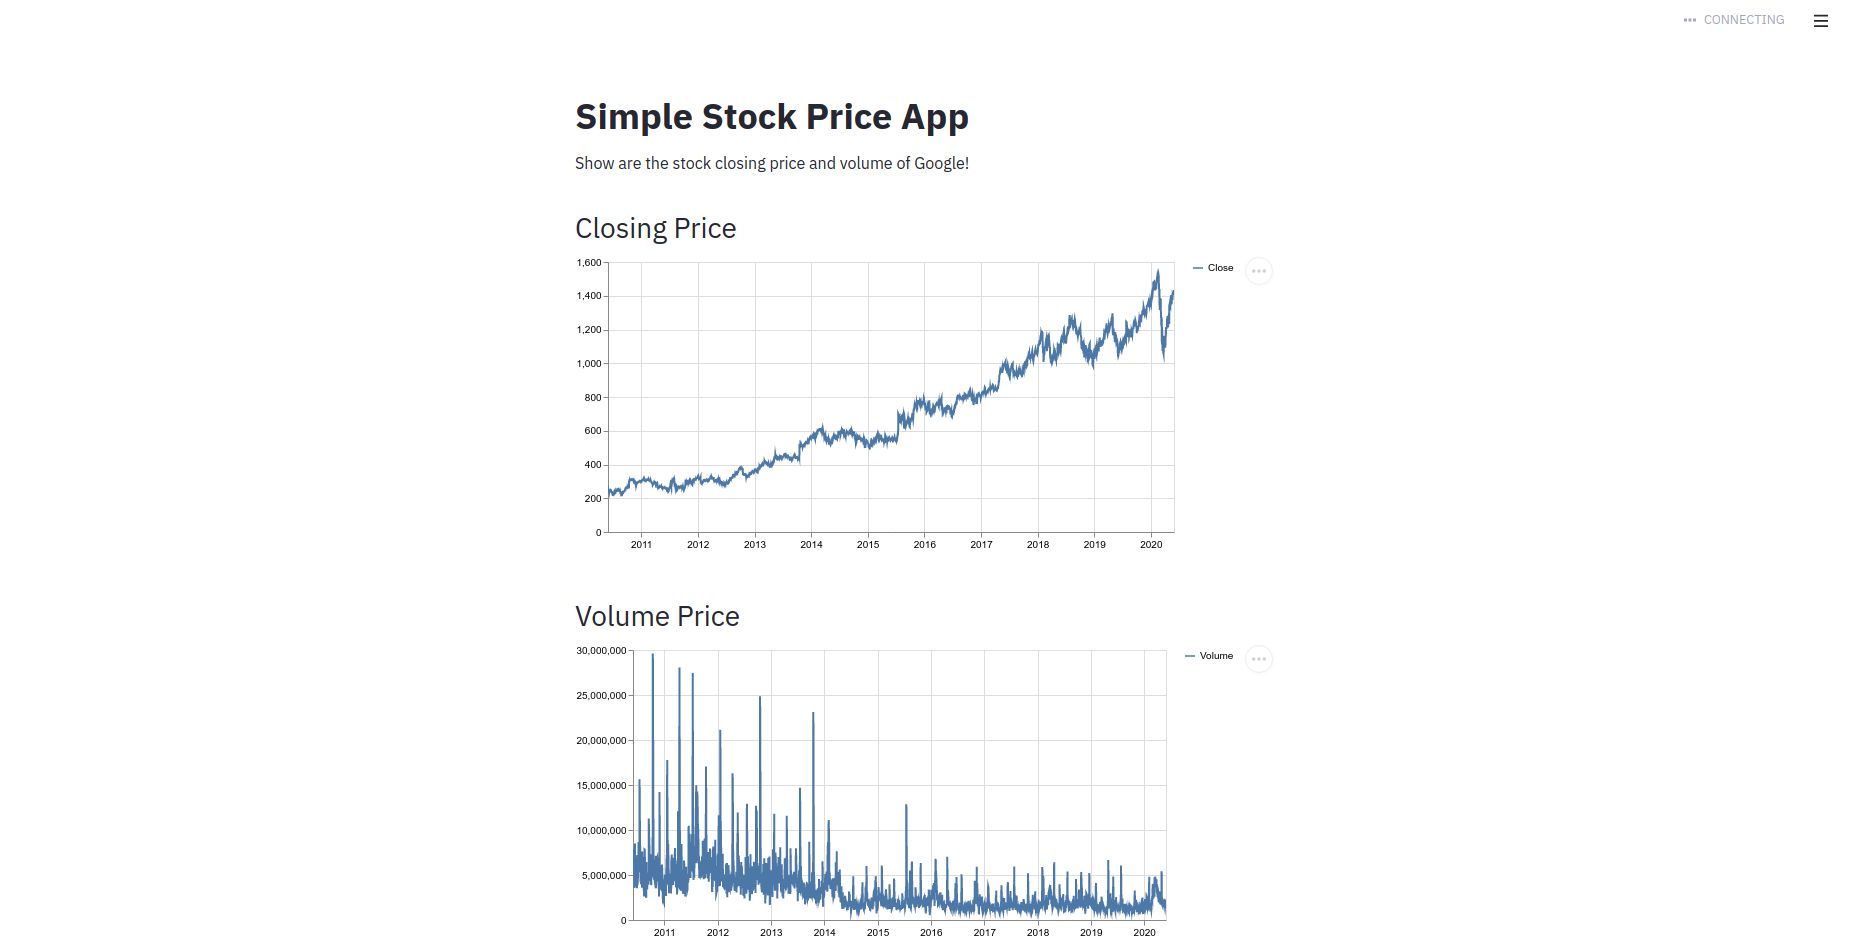 CONNECTING
Simple Stock Price App
Show are the stock closing price and volume of Google!
Closing Price
1,600
1,400
1,200
1,000
800
600
400
200
0
2011 2012 2013 2014 2015 2016 2017 2018 2019 2020
Close
Volume Price
30,000,000
25,000,000
20,000,000
15,000,000
10,000,000
5,000,000
0
2011 2012 2013 2014 2015 2016 2017 2018 2019 2020
Volume